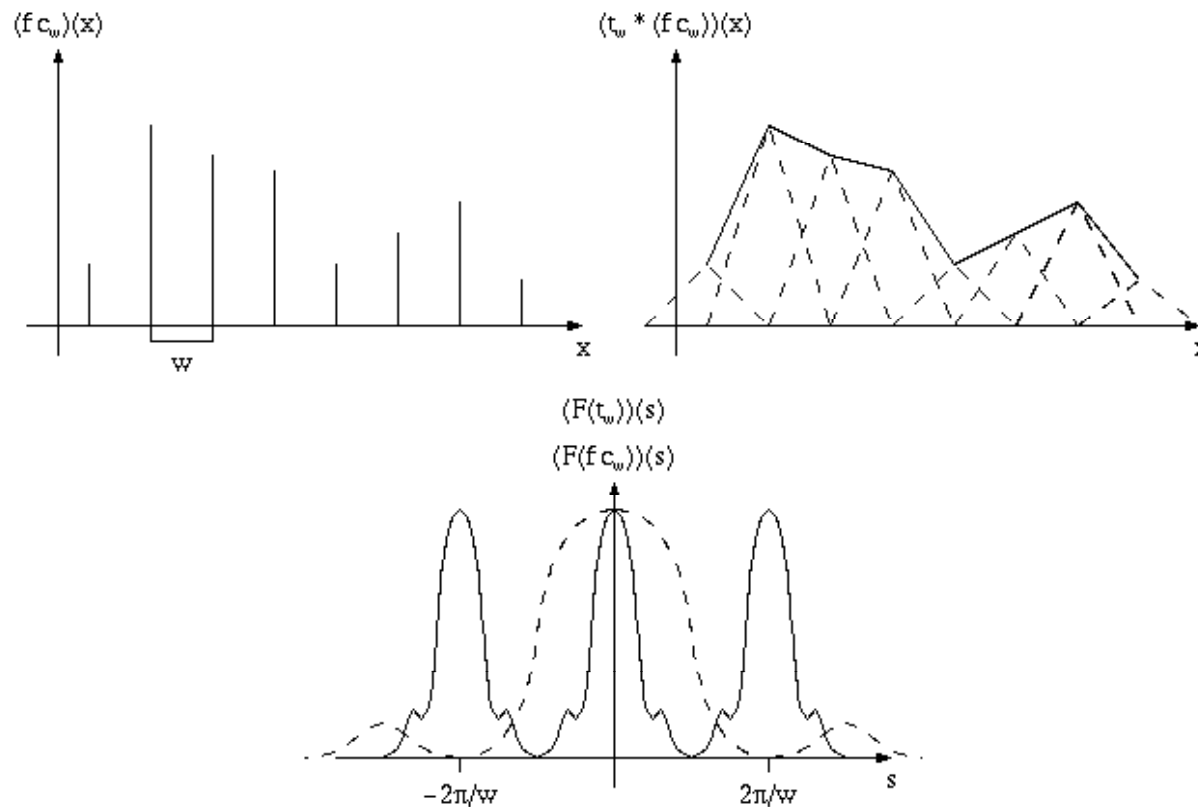 (f c_w)(x)
(t_w * (f c_w))(x)
x
w
x
(F(t_w))(s)
(F(f c_w))(s)
s
−2π/w
2π/w